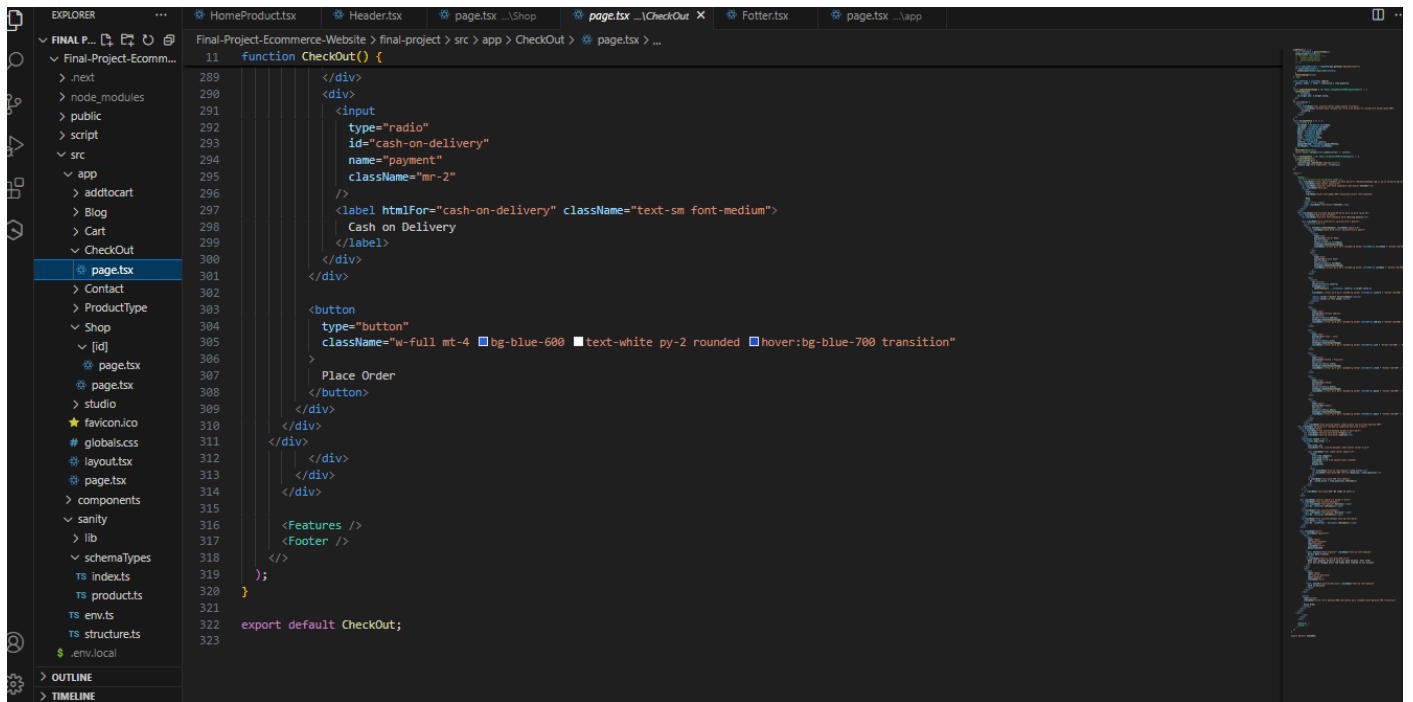 EXPLORER ···
HomeProduct.tsx
Header.tsx
page.tsx ...\Shop
page.tsx ...\CheckOut
Fotter.tsx
page.tsx ...\app
FINAL P...
Final-Project-Ecomm...
.next
node_modules
public
script
src
app
addtocart
Blog
Cart
CheckOut
page.tsx
Contact
ProductType
Shop
[id]
page.tsx
page.tsx
studio
favicon.ico
# globals.css
layout.tsx
page.tsx
components
sanity
lib
schemaTypes
TS index.ts
TS product.ts
TS env.ts
TS structure.ts
$ .env.local
OUTLINE
TIMELINE
Final-Project-Ecommerce-Website > final-project > src > app > CheckOut > page.tsx > ...
11 function CheckOut() {
289 </div>
290 <div>
291 <input
292 type="radio"
293 id="cash-on-delivery"
294 name="payment"
295 className="mr-2"
296 />
297 <label htmlFor="cash-on-delivery" className="text-sm font-medium">
298 Cash on Delivery
299 </label>
300 </div>
301 </div>
302
303 <button
304 type="button"
305 className="w-full mt-4 bg-blue-600 text-white py-2 rounded hover:bg-blue-700 transition"
306 >
307 Place Order
308 </button>
309 </div>
310 </div>
311 </div>
312 </div>
313 </div>
314 </div>
315
316 <Features />
317 <Footer />
318 </>
319 );
320 }
321
322 export default CheckOut;
323